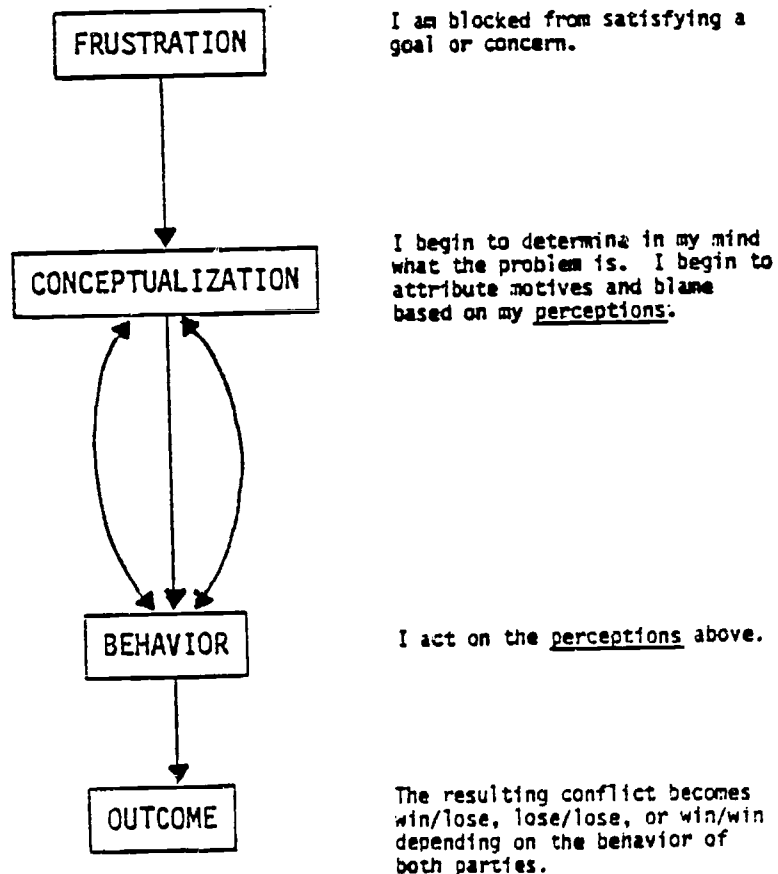 FRUSTRATION
I am blocked from satisfying a
goal or concern.
CONCEPTUALIZATION
I begin to determine in my mind
what the problem is. I begin to
attribute motives and blame
based on my perceptions.
BEHAVIOR
I act on the perceptions above.
OUTCOME
The resulting conflict becomes
win/lose, lose/lose, or win/win
depending on the behavior of
both parties.